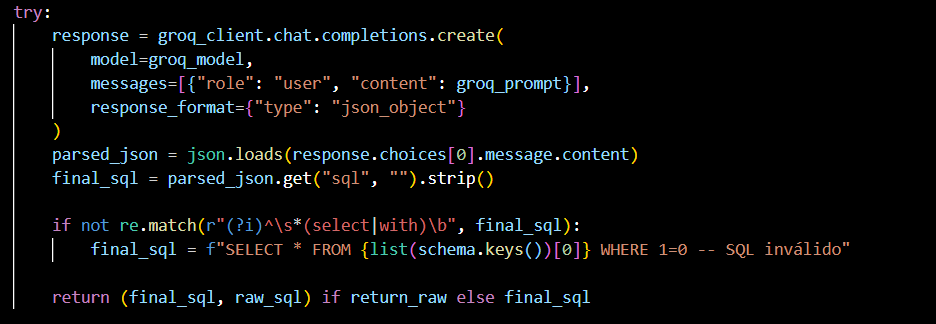 try:
    response = groq_client.chat.completions.create(
        model=groq_model,
        messages=[{"role": "user", "content": groq_prompt}],
        response_format={"type": "json_object"}
    )
    parsed_json = json.loads(response.choices[0].message.content)
    final_sql = parsed_json.get("sql", "").strip()

    if not re.match(r"(?i)^\s*(select|with)\b", final_sql):
        final_sql = f"SELECT * FROM {list(schema.keys())[0]} WHERE 1=0 -- SQL inválido"

    return (final_sql, raw_sql) if return_raw else final_sql